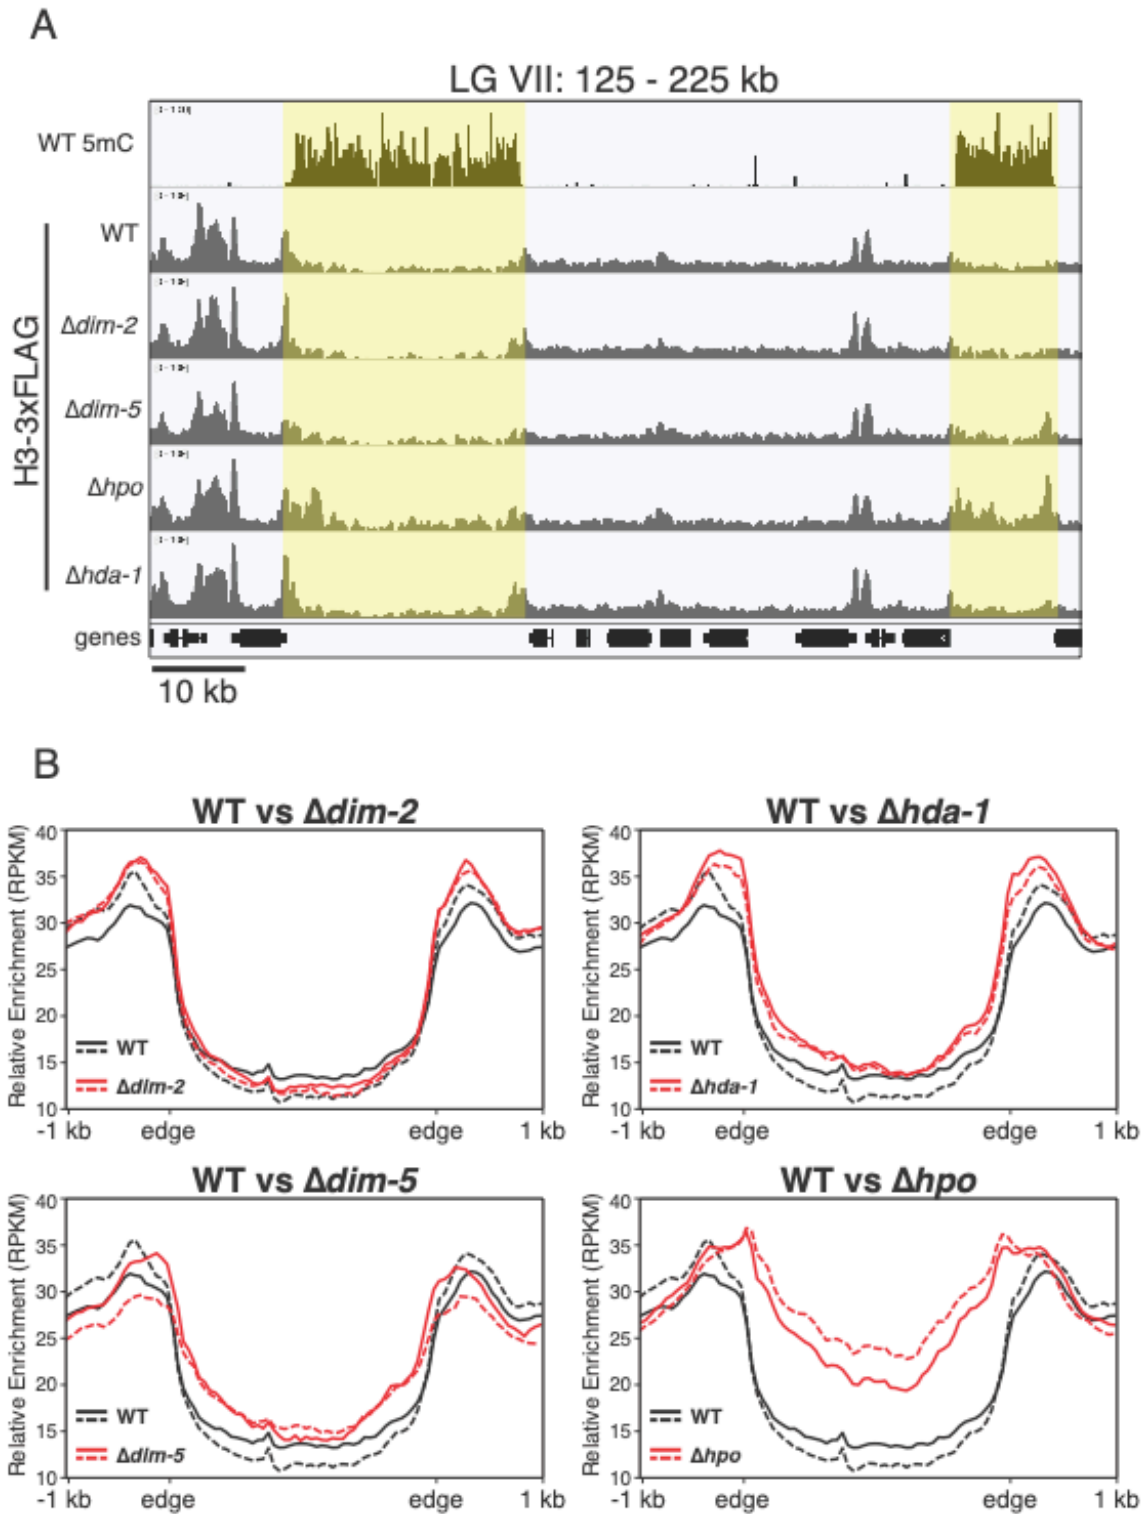 A
LG VII: 125 - 225 kb
WT 5mC
WT
Δdim-2
Δdim-5
Δhpo
Δhda-1
H3-3xFLAG
genes
10 kb
B
WT vs Δdim-2
Relative Enrichment (RPKM)
40
35
30
25
20
15
10
WT
Δdim-2
-1 kb edge edge 1 kb
WT vs Δhda-1
Relative Enrichment (RPKM)
40
35
30
25
20
15
10
WT
Δhda-1
-1 kb edge edge 1 kb
WT vs Δdim-5
Relative Enrichment (RPKM)
40
35
30
25
20
15
10
WT
Δdim-5
-1 kb edge edge 1 kb
WT vs Δhpo
Relative Enrichment (RPKM)
40
35
30
25
20
15
10
WT
Δhpo
-1 kb edge edge 1 kb